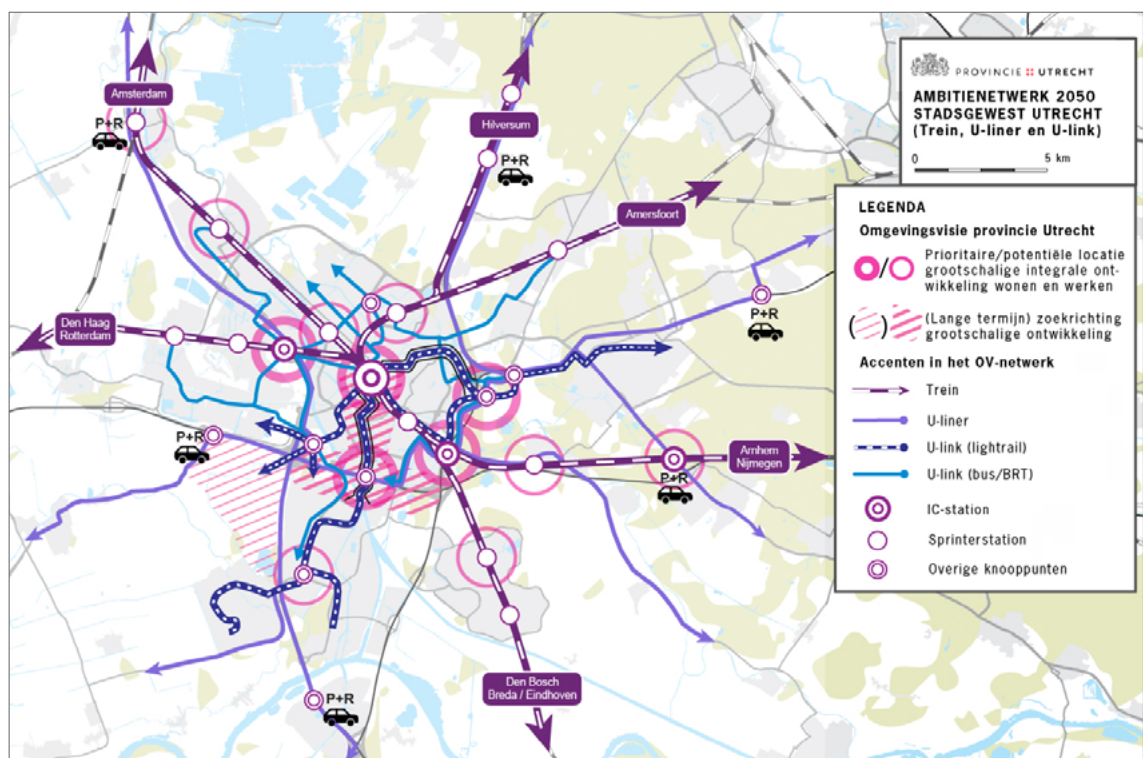 PROVINCIE UTRECHT
AMBITIENETWERK 2050
STADSGEWEST UTRECHT
(Trein, U-liner en U-link)
0 5 km
LEGENDA
Omgevingsvisie provincie Utrecht
Prioritaire/potentiële locatie
grootschalige integrale ont-
wikkeling wonen en werken
(Lange termijn) zoekrichting
grootschalige ontwikkeling
Accenten in het OV-netwerk
Trein
U-liner
U-link (lightrail)
U-link (bus/BRT)
IC-station
Sprinterstation
Overige knooppunten
Amsterdam
P+R
Hilversum
P+R
Amersfoort
Den Haag
Rotterdam
P+R
P+R
Arnhem
Nijmegen
P+R
Den Bosch
Breda / Eindhoven
P+R